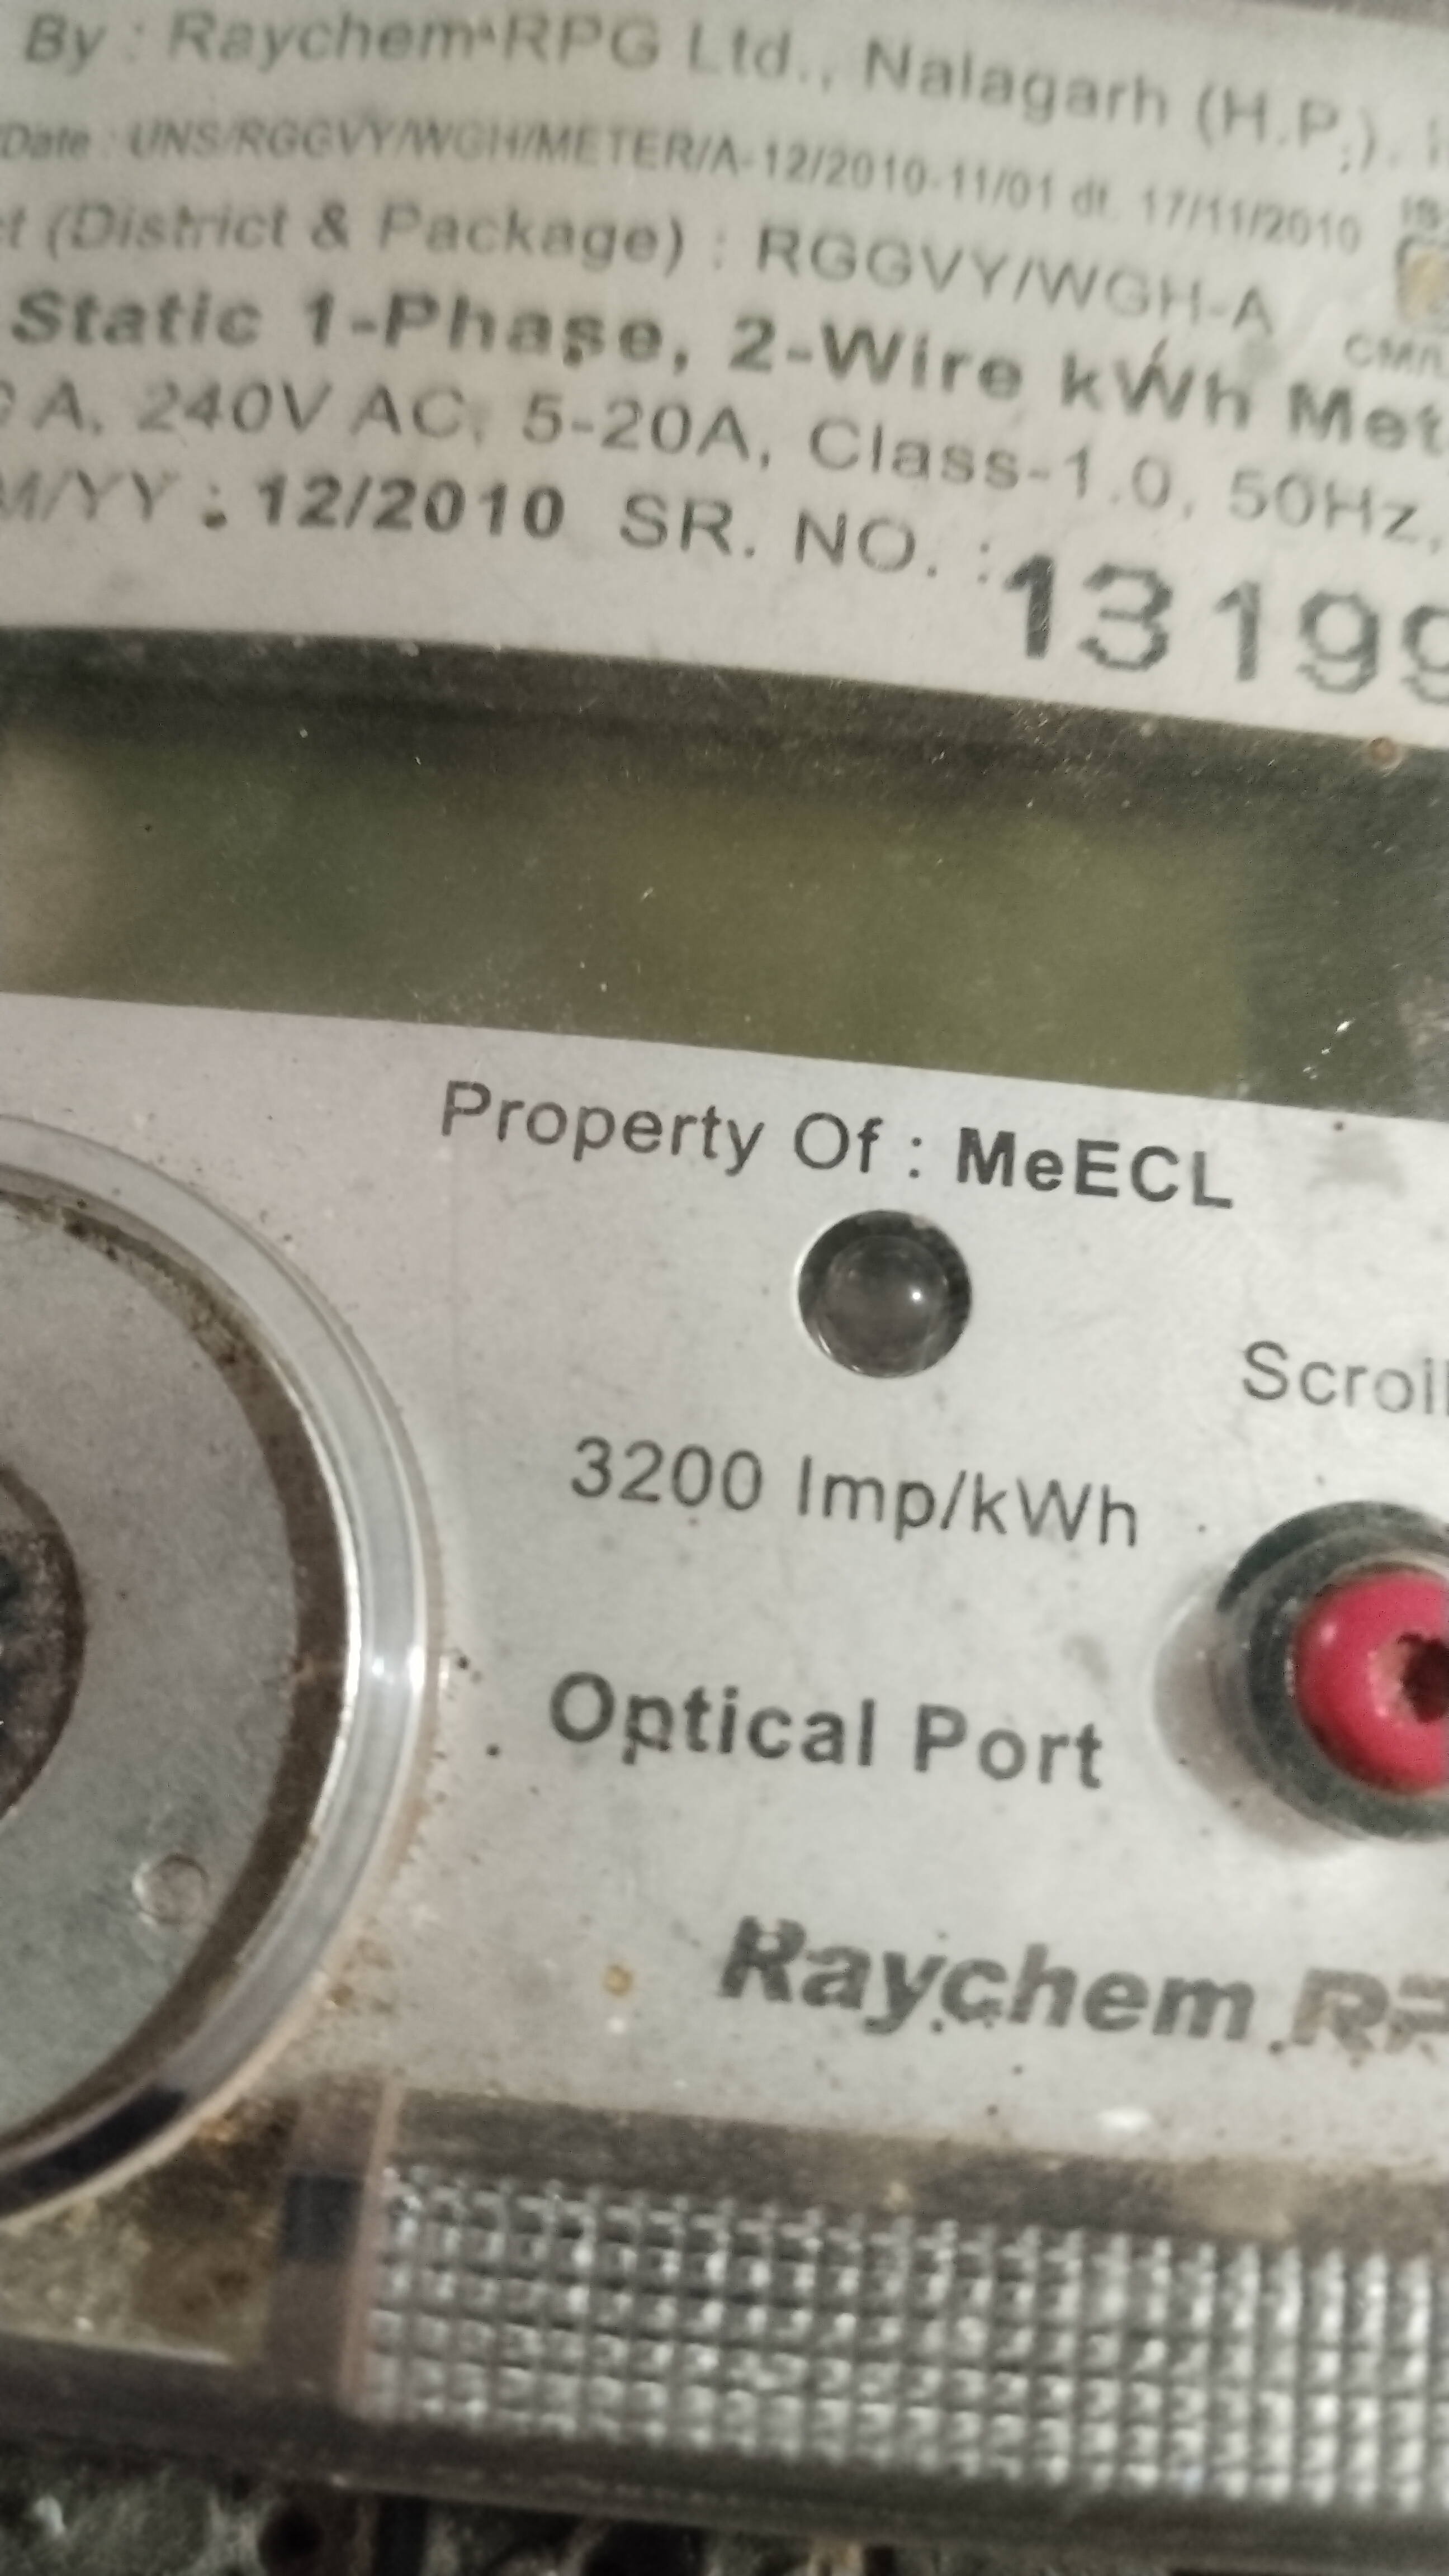 By : Raychem RPG Ltd., Nalagarh (H.P.).
Date : UNS/RGGVY/WGH/METER/A-12/2010-11/01 dt. 17/11/2010
(District & Package) : RGGVY/WGH-A
Static 1-Phase, 2-Wire kWh Met
A, 240V AC, 5-20A, Class-1.0, 50Hz,
M/YY : 12/2010 SR. NO. : 13199
Property Of : MeECL
Scroll
3200 Imp/kWh
Optical Port
Raychem RP